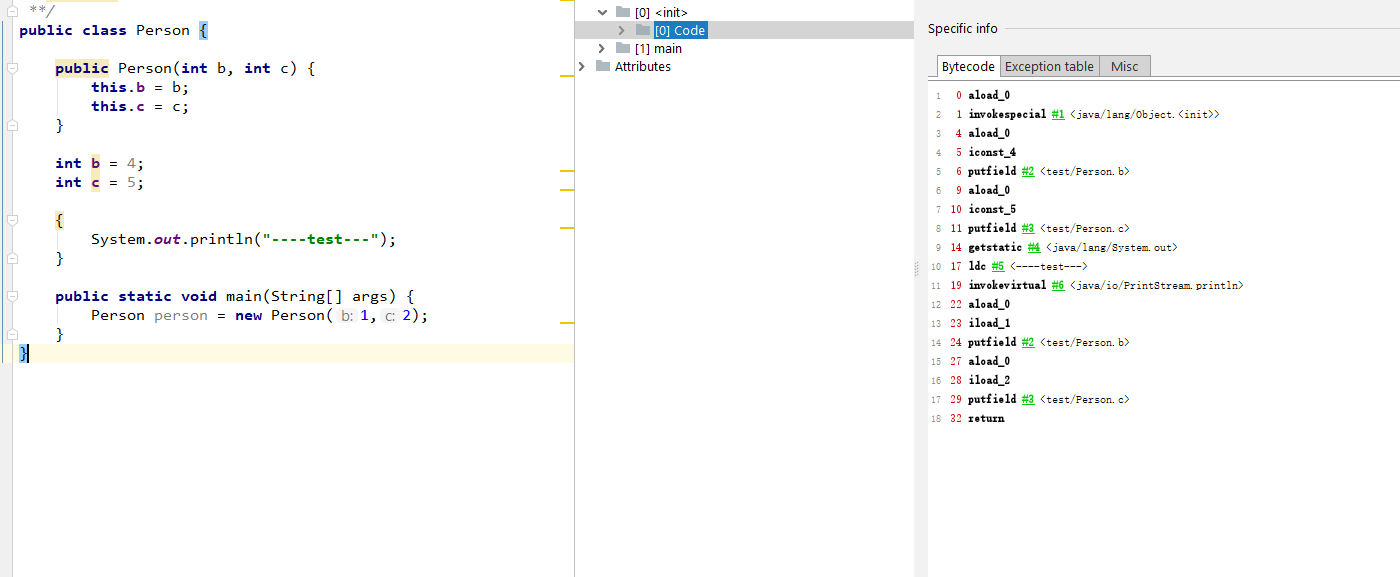 **/
public class Person {
public Person(int b, int c) {
this.b = b;
this.c = c;
}
int b = 4;
int c = 5;
{
System.out.println("----test---");
}
public static void main(String[] args) {
Person person = new Person( b: 1, c: 2);
}
}
[0] <init>
[0] Code
[1] main
Attributes
Specific info
Bytecode Exception table Misc
1 0 aload_0
2 1 invokespecial #1 <java/lang/Object.<init>>
3 4 aload_0
4 5 iconst_4
5 6 putfield #2 <test/Person.b>
6 9 aload_0
7 10 iconst_5
8 11 putfield #3 <test/Person.c>
9 14 getstatic #4 <java/lang/System.out>
10 17 ldc #5 <----test--->
11 19 invokevirtual #6 <java/io/PrintStream.println>
12 22 aload_0
13 23 iload_1
14 24 putfield #2 <test/Person.b>
15 27 aload_0
16 28 iload_2
17 29 putfield #3 <test/Person.c>
18 32 return